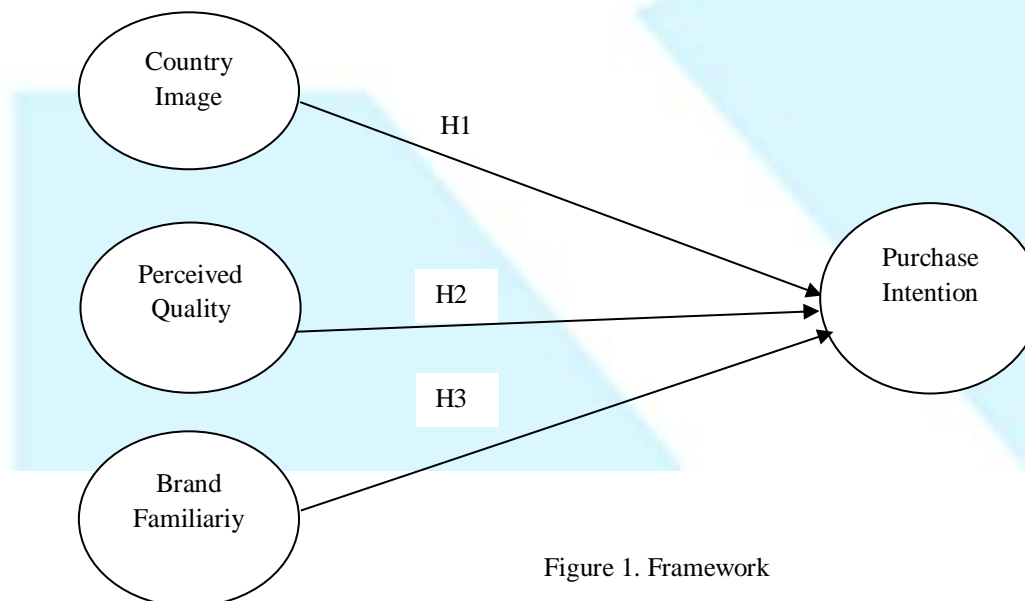 Country
Image
H1
Perceived
Quality
H2
Purchase
Intention
H3
Brand
Familiariy
Figure 1. Framework